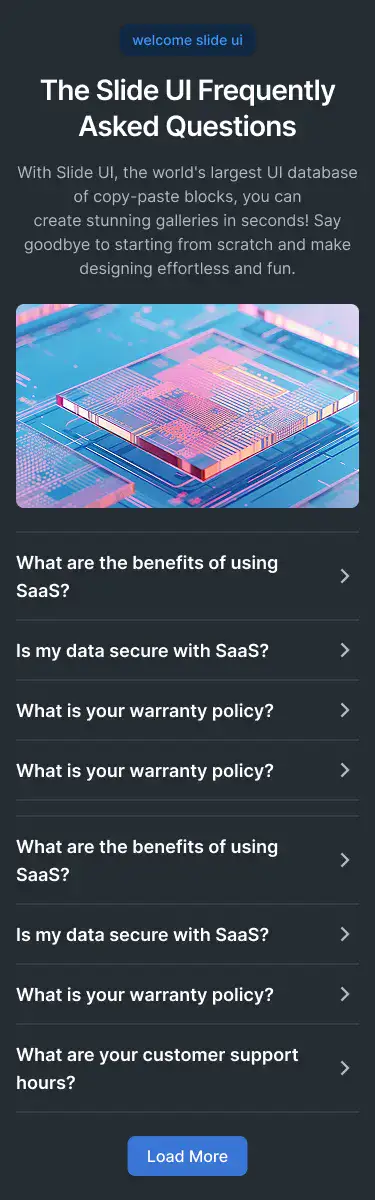 welcome slide ui
The Slide UI Frequently
Asked Questions
With Slide UI, the world's largest UI database
of copy-paste blocks, you can
create stunning galleries in seconds! Say
goodbye to starting from scratch and make
designing effortless and fun.
What are the benefits of using
SaaS?
Is my data secure with SaaS?
What is your warranty policy?
What is your warranty policy?
What are the benefits of using
SaaS?
Is my data secure with SaaS?
What is your warranty policy?
What are your customer support
hours?
Load More